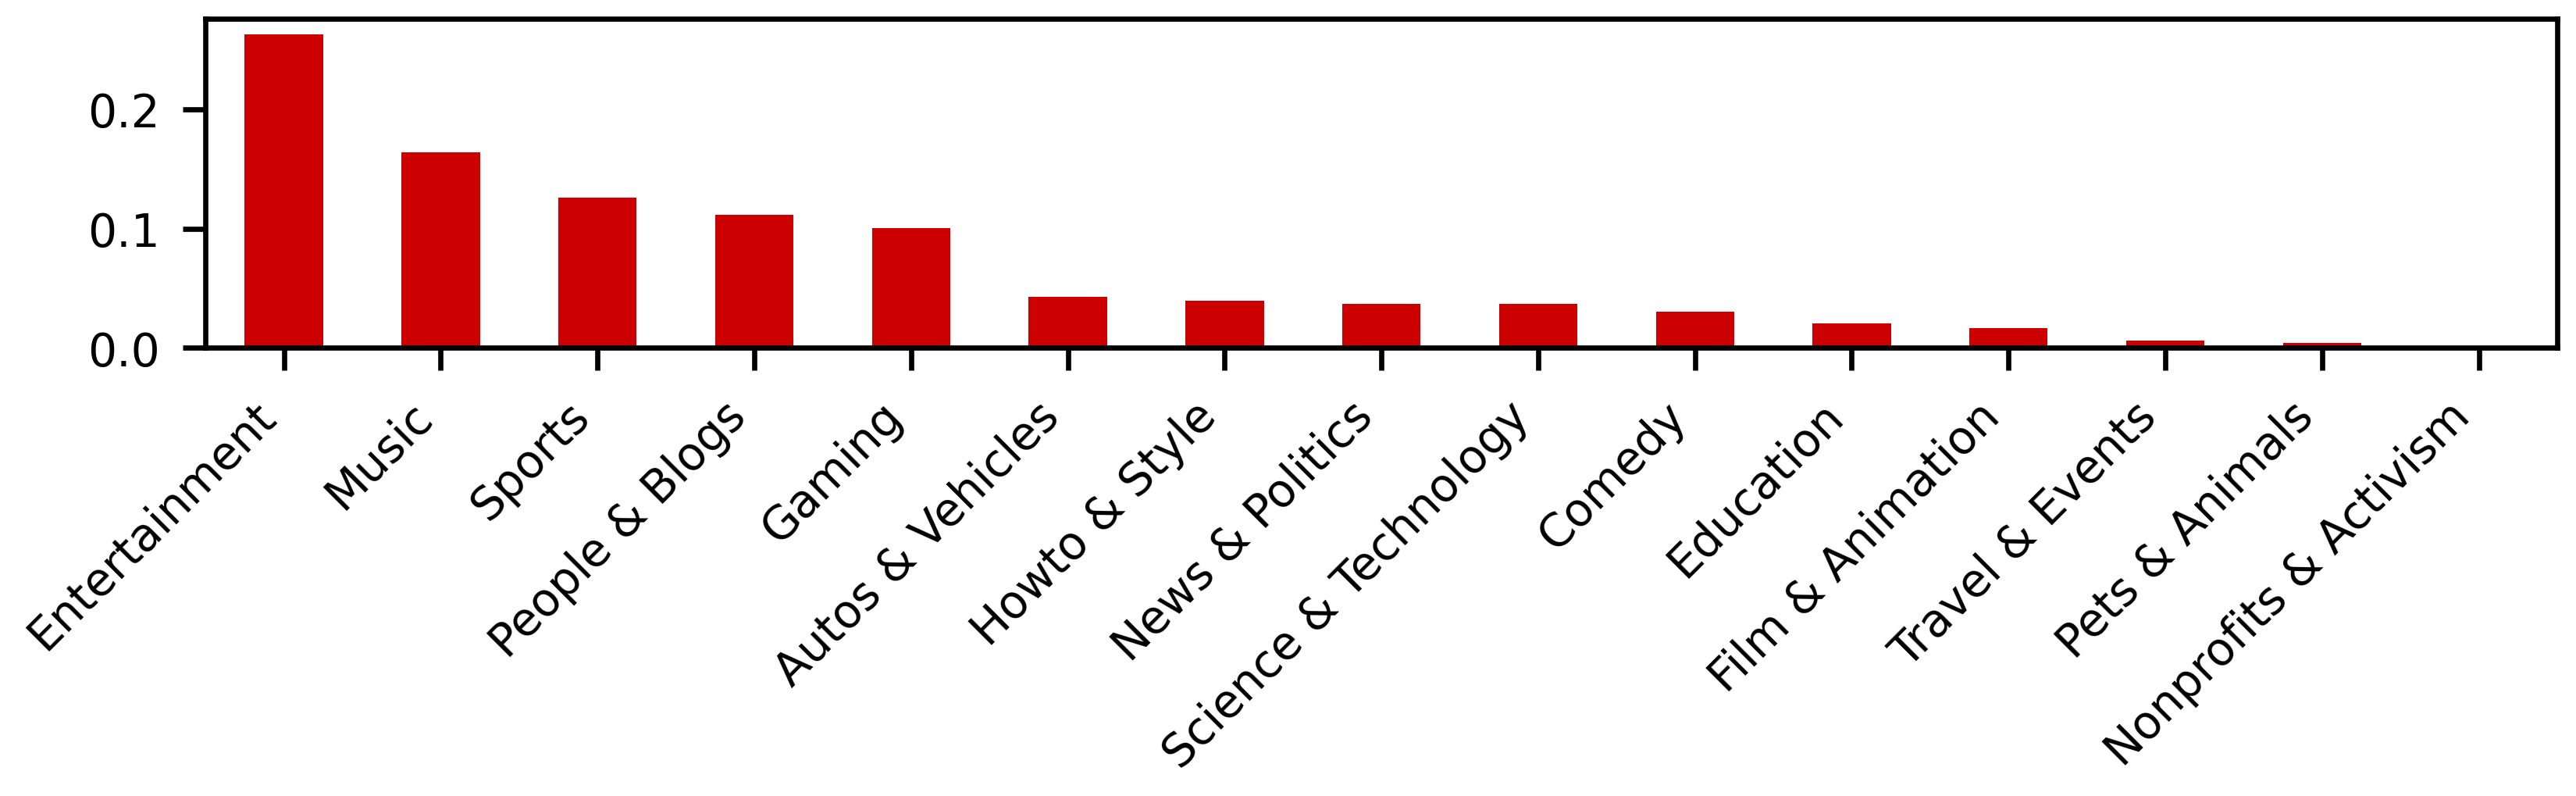 0.2
0.1
0.0
Entertainment
Music
Sports
People & Blogs
Gaming
Autos & Vehicles
Howto & Style
News & Politics
Science & Technology
Comedy
Education
Film & Animation
Travel & Events
Pets & Animals
Nonprofits & Activism